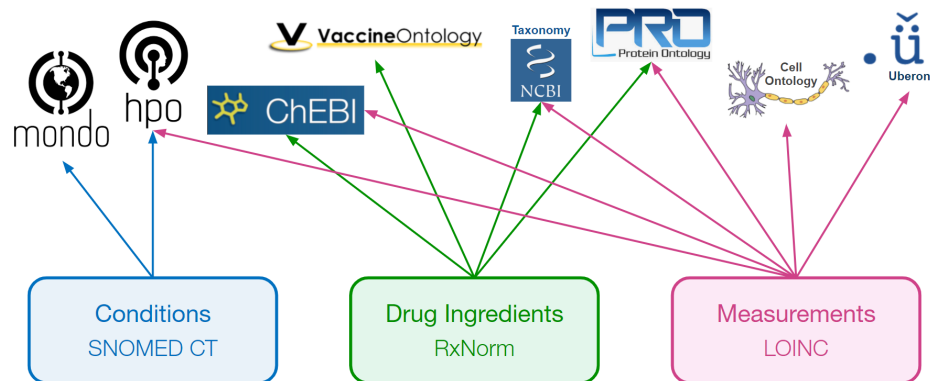 mondo
hpo
VaccineOntology
ChEBI
Taxonomy
NCBI
PRO
Protein Ontology
Cell
Ontology
.ǚ
Uberon
Conditions
SNOMED CT
Drug Ingredients
RxNorm
Measurements
LOINC